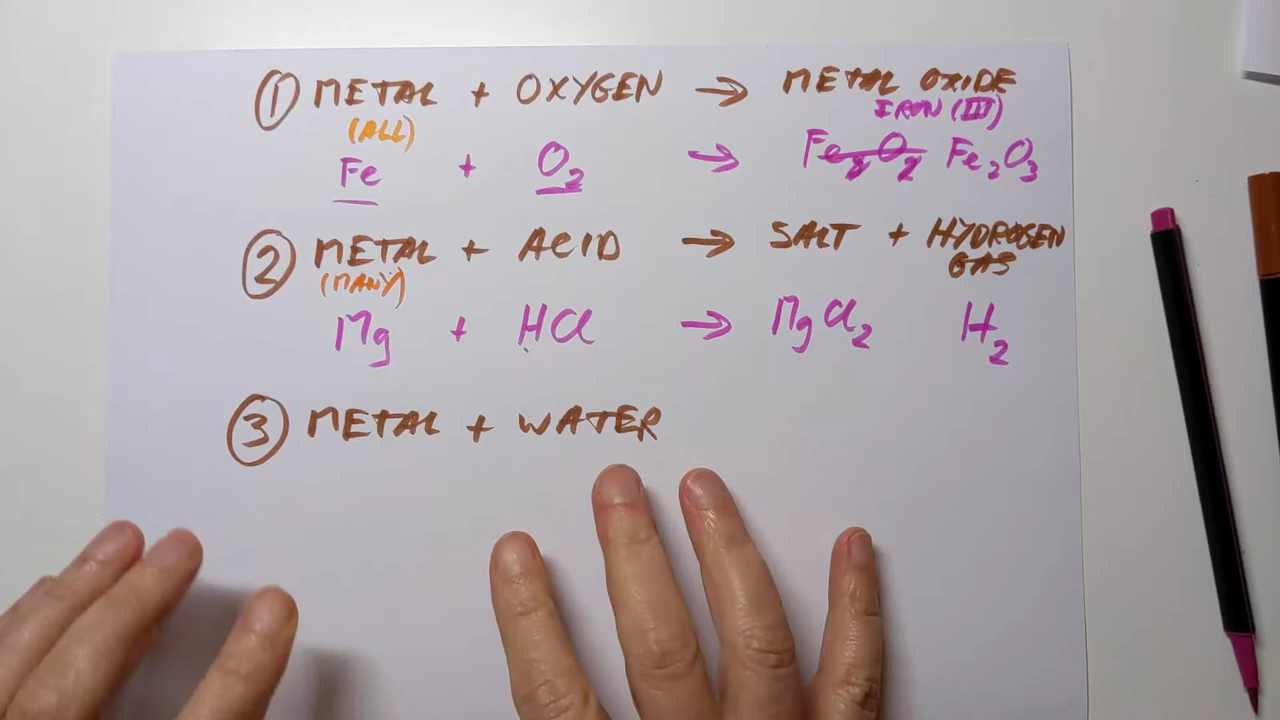 ① METAL + OXYGEN → METAL OXIDE
(ALL) IRON (III)
Fe + O₂ → Fe₂O₂ Fe₂O₃
② METAL + ACID → SALT + HYDROGEN
(MANY) GAS
Mg + HCl → MgCl₂ H₂
③ METAL + WATER